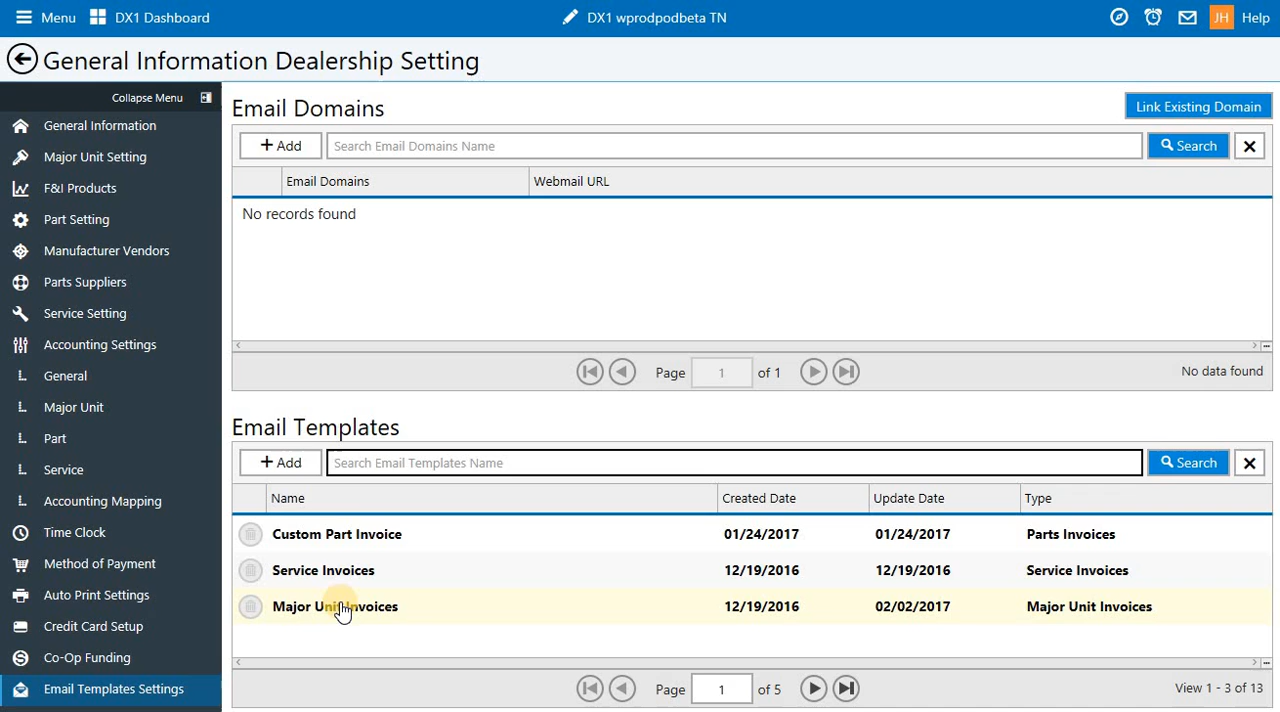 Menu DX1 Dashboard DX1 wprodpodbeta TN JH Help
General Information Dealership Setting
Collapse Menu
General Information
Major Unit Setting
F&I Products
Part Setting
Manufacturer Vendors
Parts Suppliers
Service Setting
Accounting Settings
General
Major Unit
Part
Service
Accounting Mapping
Time Clock
Method of Payment
Auto Print Settings
Credit Card Setup
Co-Op Funding
Email Templates Settings
Email Domains Link Existing Domain
+ Add Search Email Domains Name Search
Email Domains Webmail URL
No records found
Page 1 of 1 No data found
Email Templates
+ Add Search Email Templates Name Search
Name Created Date Update Date Type
Custom Part Invoice 01/24/2017 01/24/2017 Parts Invoices
Service Invoices 12/19/2016 12/19/2016 Service Invoices
Major Unit Invoices 12/19/2016 02/02/2017 Major Unit Invoices
Page 1 of 5 View 1 - 3 of 13